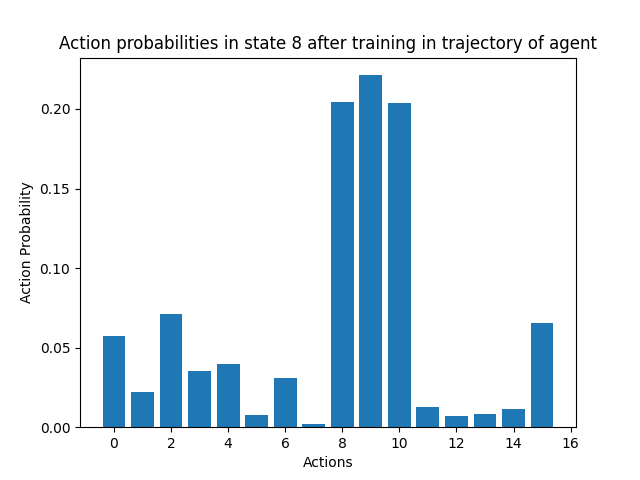 Action probabilities in state 8 after training in trajectory of agent
Action Probability
0.20
0.15
0.10
0.05
0.00
0 2 4 6 8 10 12 14 16
Actions